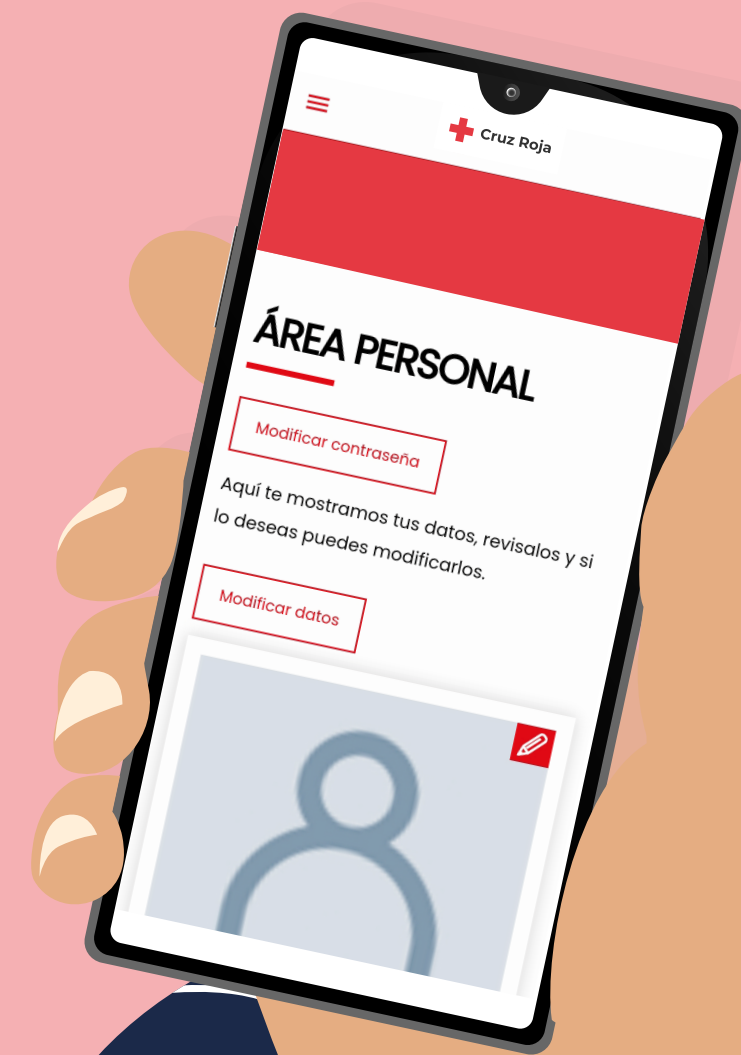 Cruz Roja
ÁREA PERSONAL
Modificar contraseña
Aquí te mostramos tus datos, revisalos y si
lo deseas puedes modificarlos.
Modificar datos